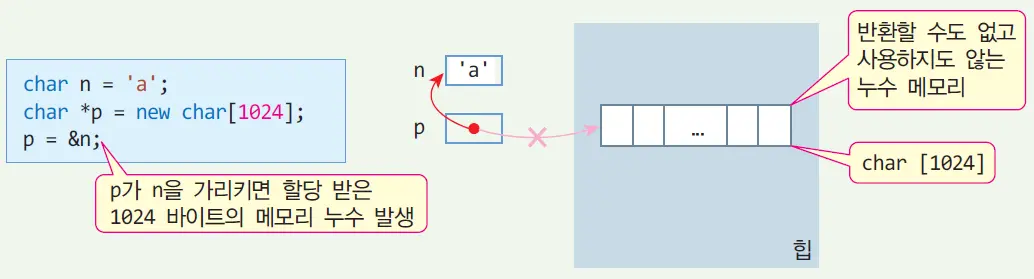 char n = 'a';
char *p = new char[1024];
p = &n;
p가 n을 가리키면 할당 받은
1024 바이트의 메모리 누수 발생
n
'a'
p
...
반환할 수도 없고
사용하지도 않는
누수 메모리
char [1024]
힙